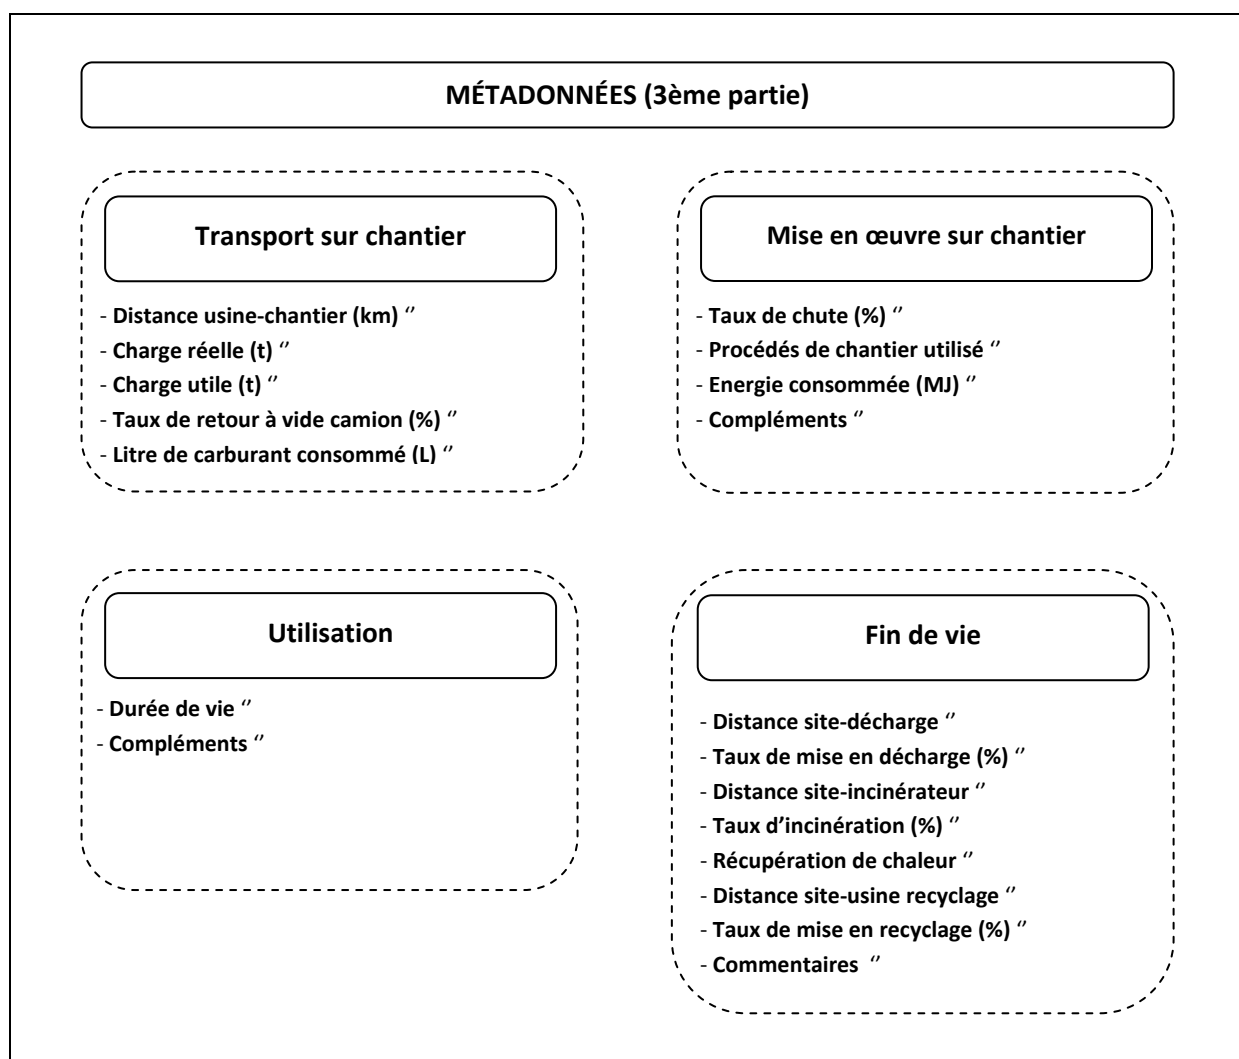 MÉTADONNÉES (3ème partie)
Transport sur chantier
- Distance usine-chantier (km) ‘’
- Charge réelle (t) ‘’
- Charge utile (t) ‘’
- Taux de retour à vide camion (%) ‘’
- Litre de carburant consommé (L) ‘’
Mise en œuvre sur chantier
- Taux de chute (%) ‘’
- Procédés de chantier utilisé ‘’
- Energie consommée (MJ) ‘’
- Compléments ‘’
Utilisation
- Durée de vie ‘’
- Compléments ‘’
Fin de vie
- Distance site-décharge ‘’
- Taux de mise en décharge (%) ‘’
- Distance site-incinérateur ‘’
- Taux d’incinération (%) ‘’
- Récupération de chaleur ‘’
- Distance site-usine recyclage ‘’
- Taux de mise en recyclage (%) ‘’
- Commentaires ‘’